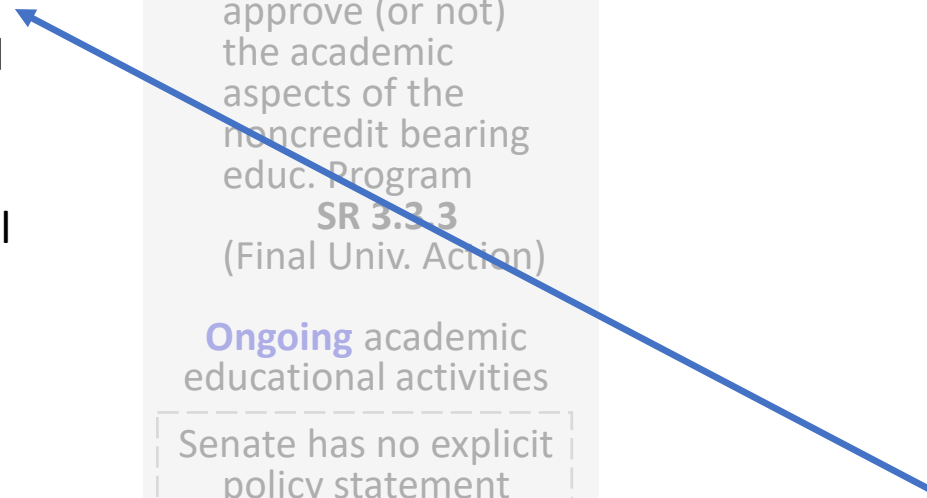 approve (or not)
the academic
aspects of the
noncredit bearing
educ. Program
SR 3.3.3
(Final Univ. Action)
Ongoing academic
educational activities
Senate has no explicit
policy statement